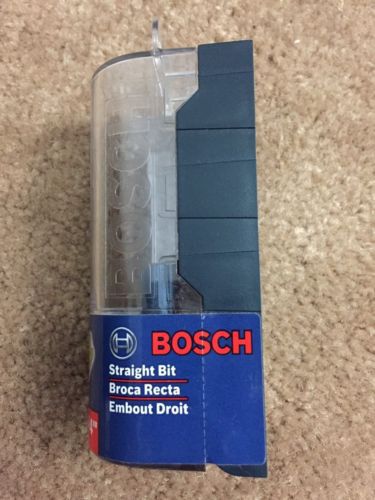 BOSCH
BOSCH
Straight Bit
Broca Recta
Embout Droit